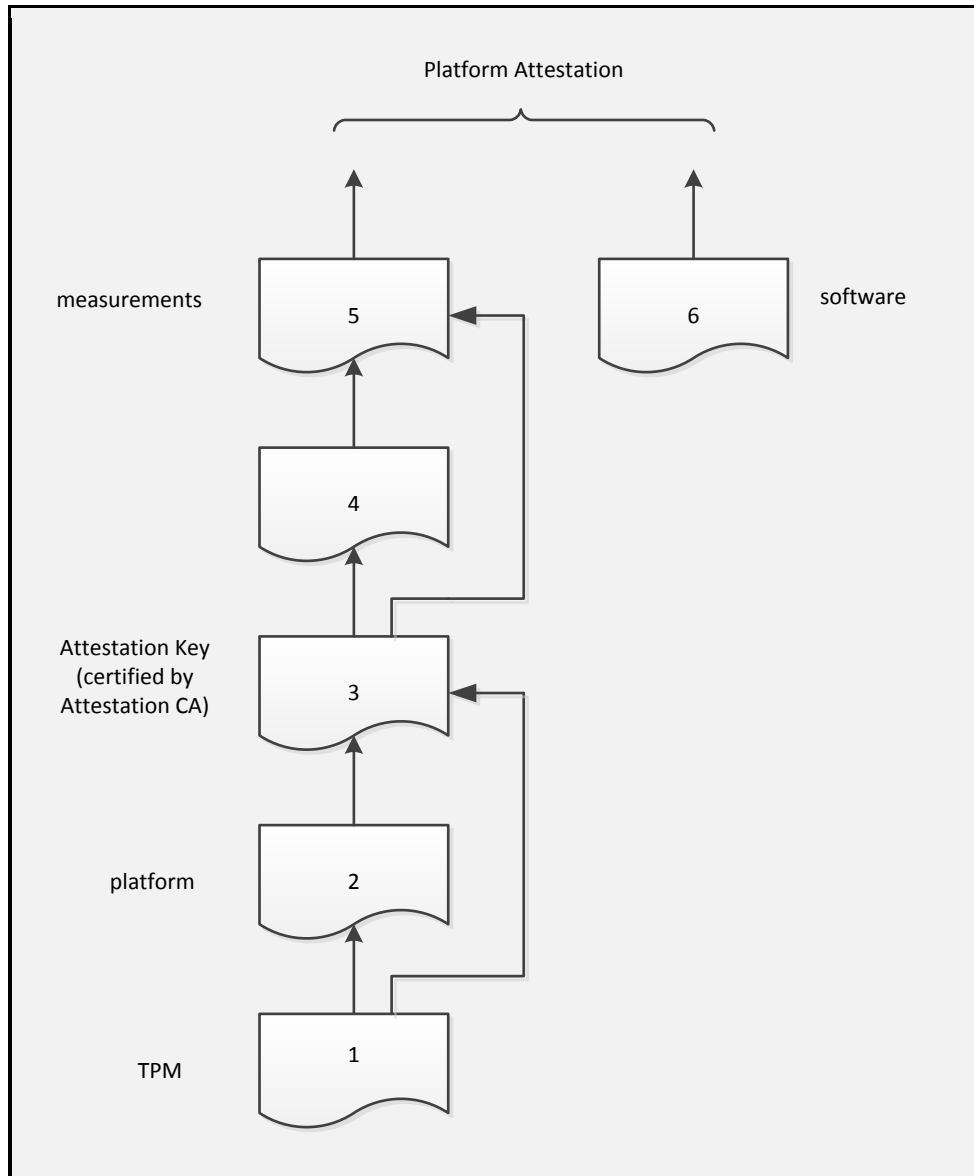 Platform Attestation
measurements
5
6
software
4
Attestation Key
(certified by
Attestation CA)
3
platform
2
TPM
1